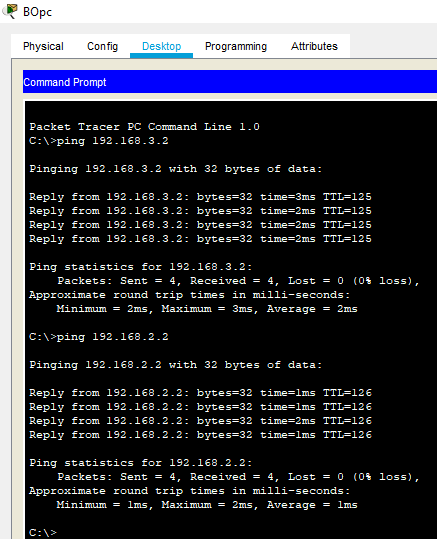 BOpc
Physical Config Desktop Programming Attributes
Command Prompt
Packet Tracer PC Command Line 1.0
C:\>ping 192.168.3.2
Pinging 192.168.3.2 with 32 bytes of data:
Reply from 192.168.3.2: bytes=32 time=3ms TTL=125
Reply from 192.168.3.2: bytes=32 time=2ms TTL=125
Reply from 192.168.3.2: bytes=32 time=2ms TTL=125
Reply from 192.168.3.2: bytes=32 time=2ms TTL=125
Ping statistics for 192.168.3.2:
Packets: Sent = 4, Received = 4, Lost = 0 (0% loss),
Approximate round trip times in milli-seconds:
Minimum = 2ms, Maximum = 3ms, Average = 2ms
C:\>ping 192.168.2.2
Pinging 192.168.2.2 with 32 bytes of data:
Reply from 192.168.2.2: bytes=32 time=1ms TTL=126
Reply from 192.168.2.2: bytes=32 time=1ms TTL=126
Reply from 192.168.2.2: bytes=32 time=2ms TTL=126
Reply from 192.168.2.2: bytes=32 time=1ms TTL=126
Ping statistics for 192.168.2.2:
Packets: Sent = 4, Received = 4, Lost = 0 (0% loss),
Approximate round trip times in milli-seconds:
Minimum = 1ms, Maximum = 2ms, Average = 1ms
C:\>